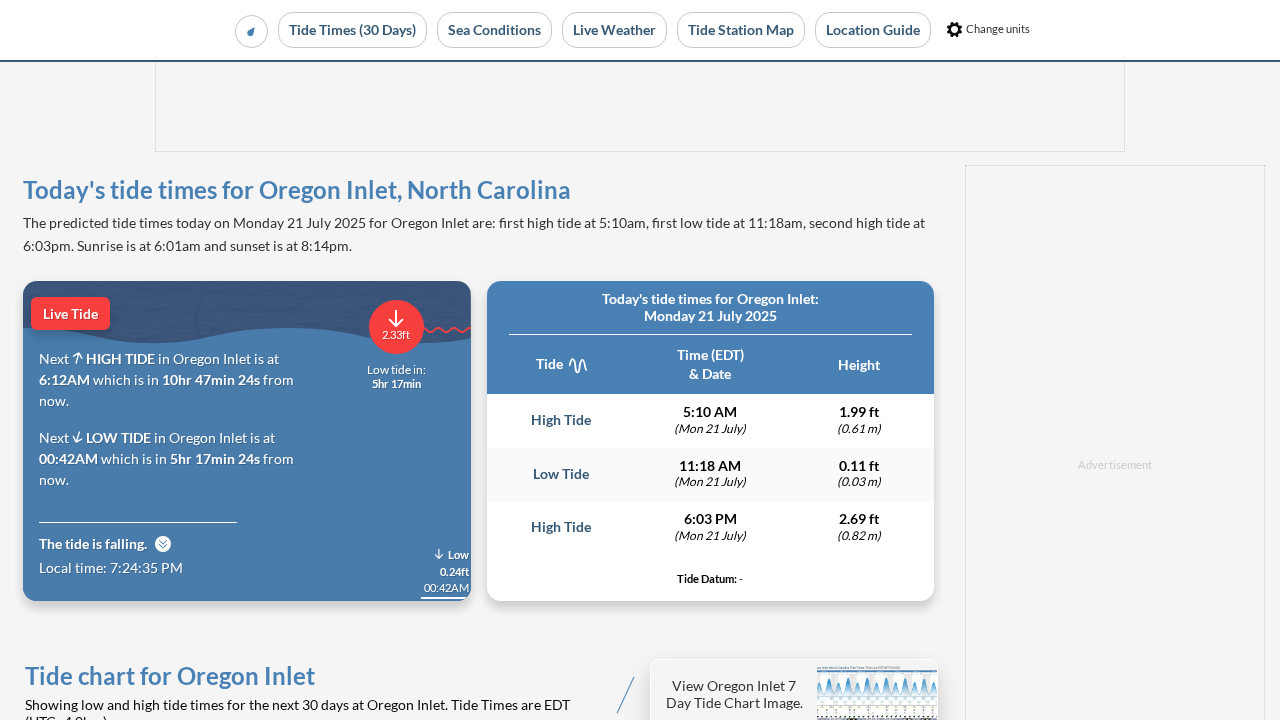 Tide Times (30 Days)
Sea Conditions
Live Weather
Tide Station Map
Location Guide
Change units
Today's tide times for Oregon Inlet, North Carolina
The predicted tide times today on Monday 21 July 2025 for Oregon Inlet are: first high tide at 5:10am, first low tide at 11:18am, second high tide at
6:03pm. Sunrise is at 6:01am and sunset is at 8:14pm.
Live Tide
2.33ft
Low tide in:
5hr 17min
Next HIGH TIDE in Oregon Inlet is at
6:12AM which is in 10hr 47min 24s from
now.
Next LOW TIDE in Oregon Inlet is at
00:42AM which is in 5hr 17min 24s from
now.
The tide is falling.
Local time: 7:24:35 PM
Low
0.24ft
00:42AM
Today's tide times for Oregon Inlet:
Monday 21 July 2025
Tide
Time (EDT)
& Date
Height
High Tide
5:10 AM
(Mon 21 July)
1.99 ft
(0.61 m)
Low Tide
11:18 AM
(Mon 21 July)
0.11 ft
(0.03 m)
High Tide
6:03 PM
(Mon 21 July)
2.69 ft
(0.82 m)
Tide Datum: -
Advertisement
Tide chart for Oregon Inlet
Showing low and high tide times for the next 30 days at Oregon Inlet. Tide Times are EDT
View Oregon Inlet 7
Day Tide Chart Image.